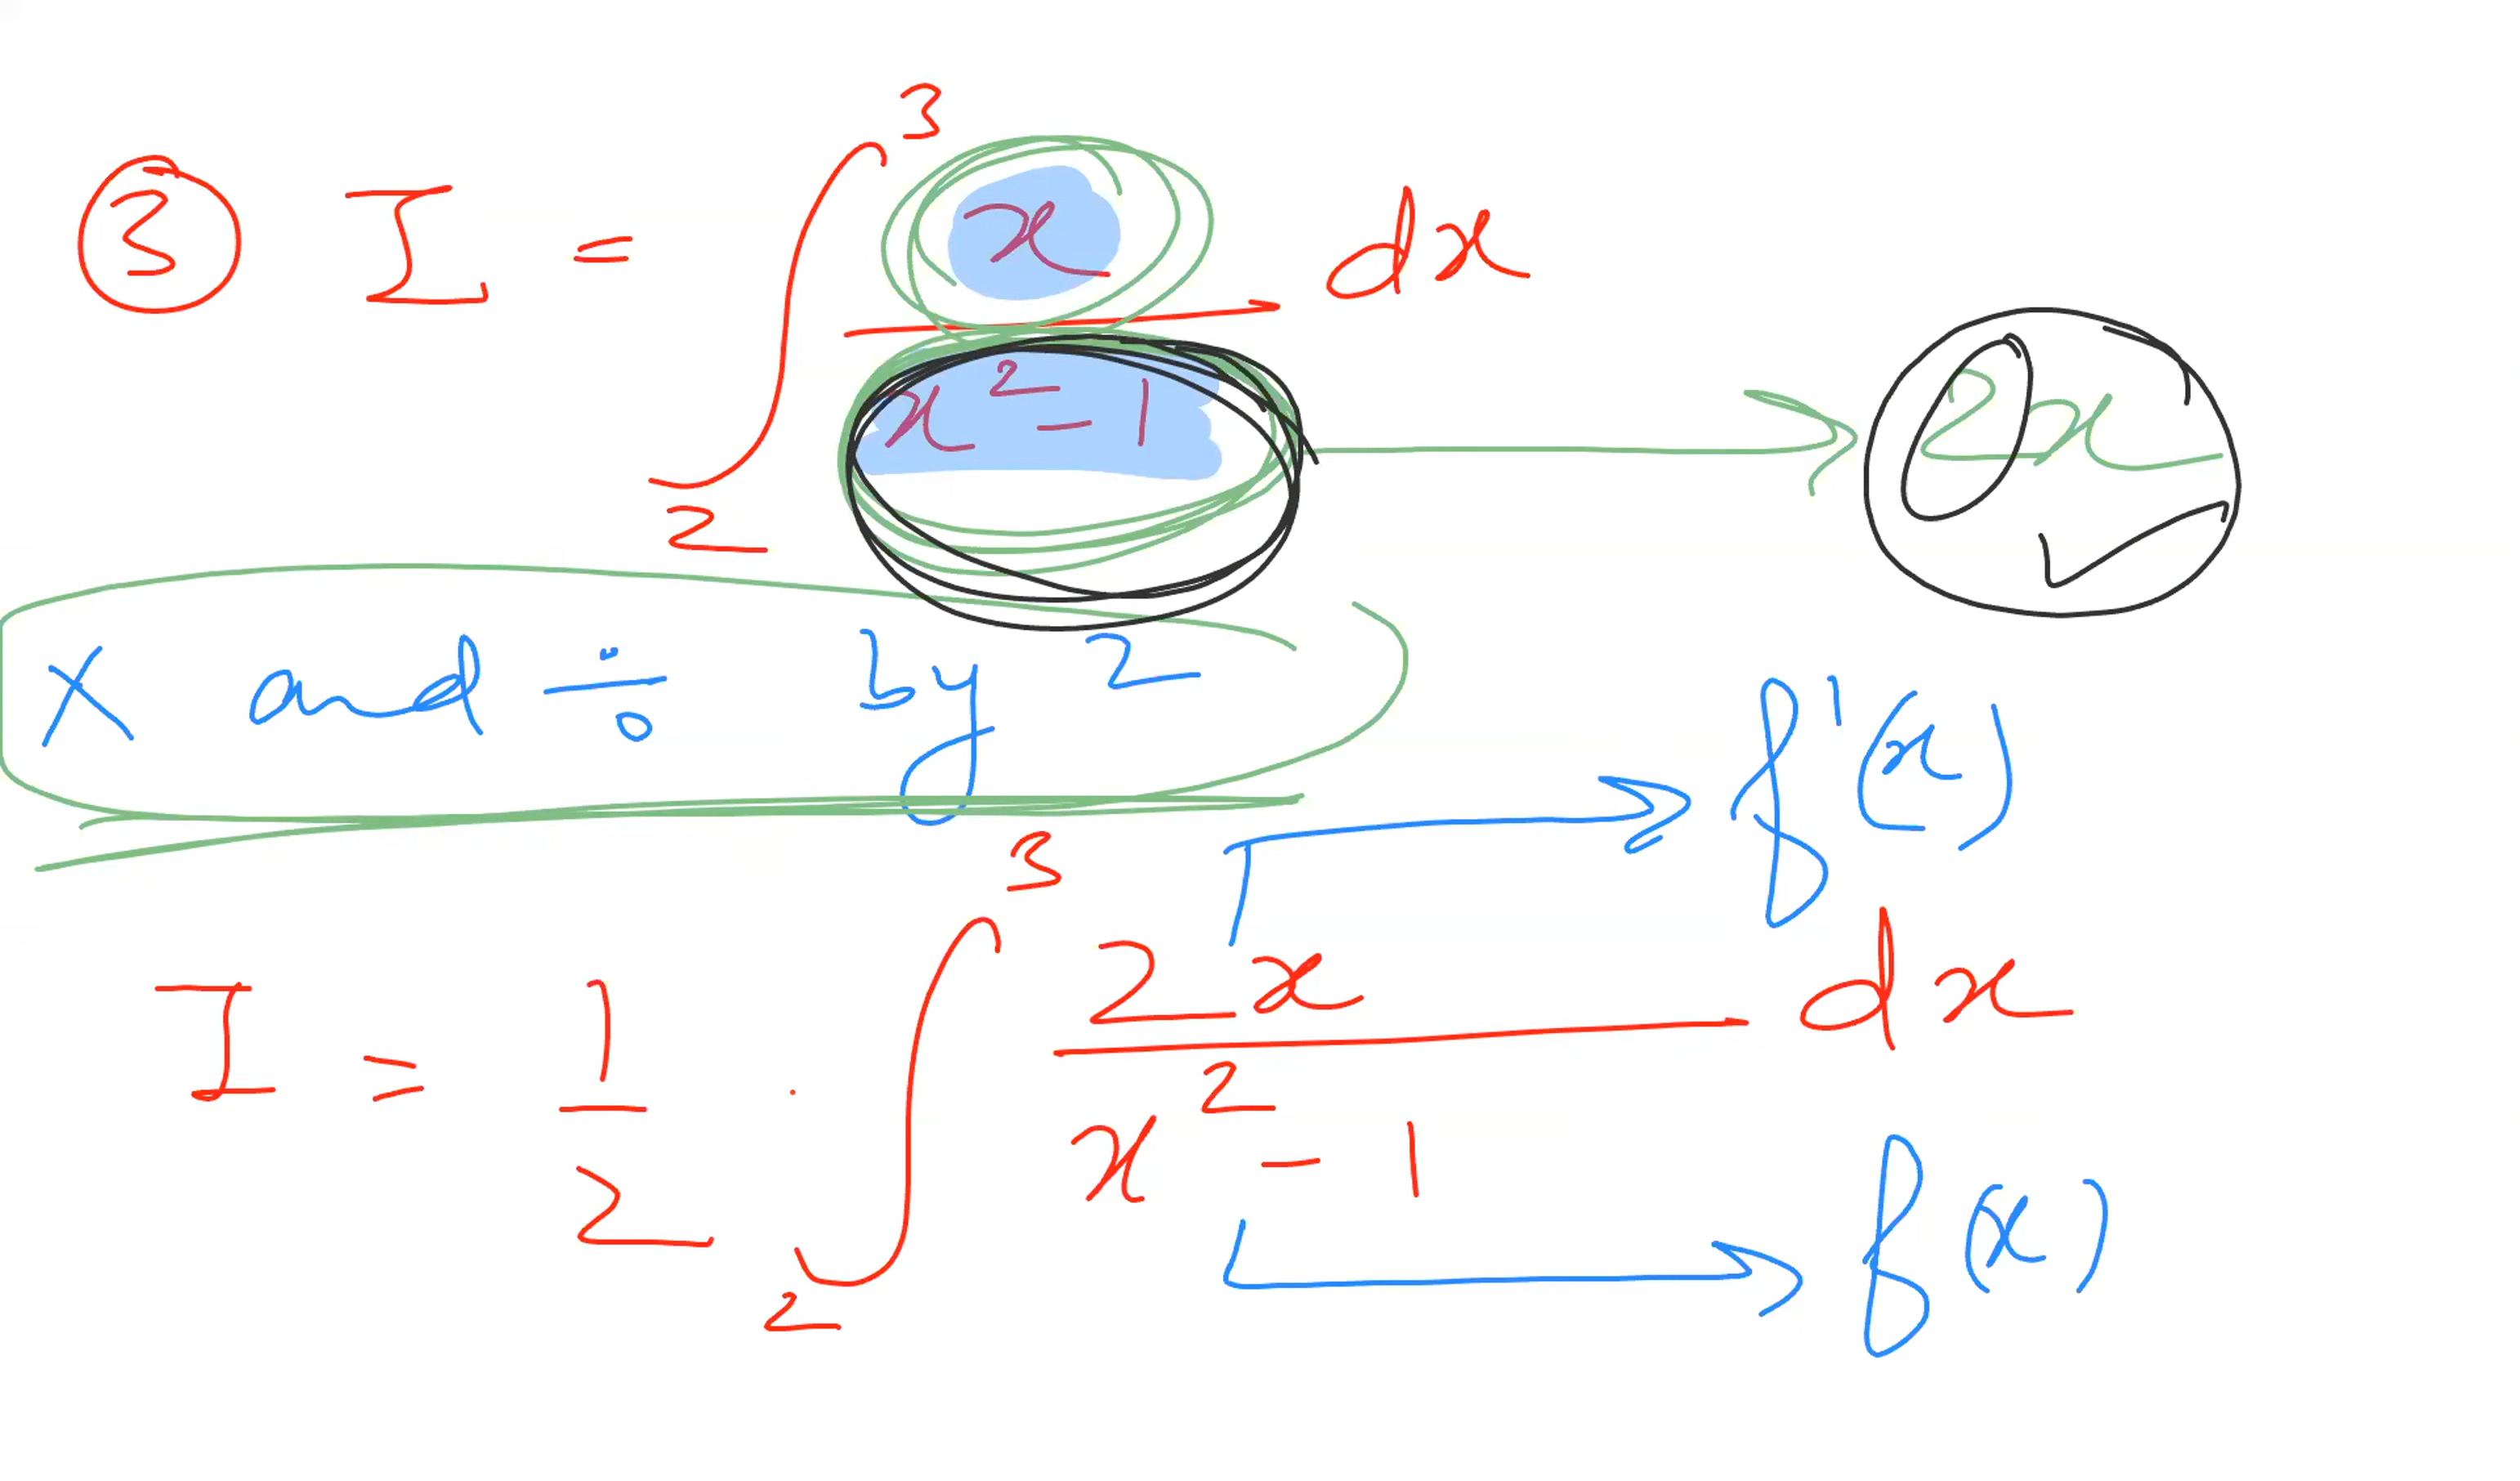 ③ I = ∫₂³ x / (x² - 1) dx → 2x
× and ÷ by 2
→ f'(x)
I = 1/2 · ∫₂³ 2x / (x² - 1) dx
→ f(x)